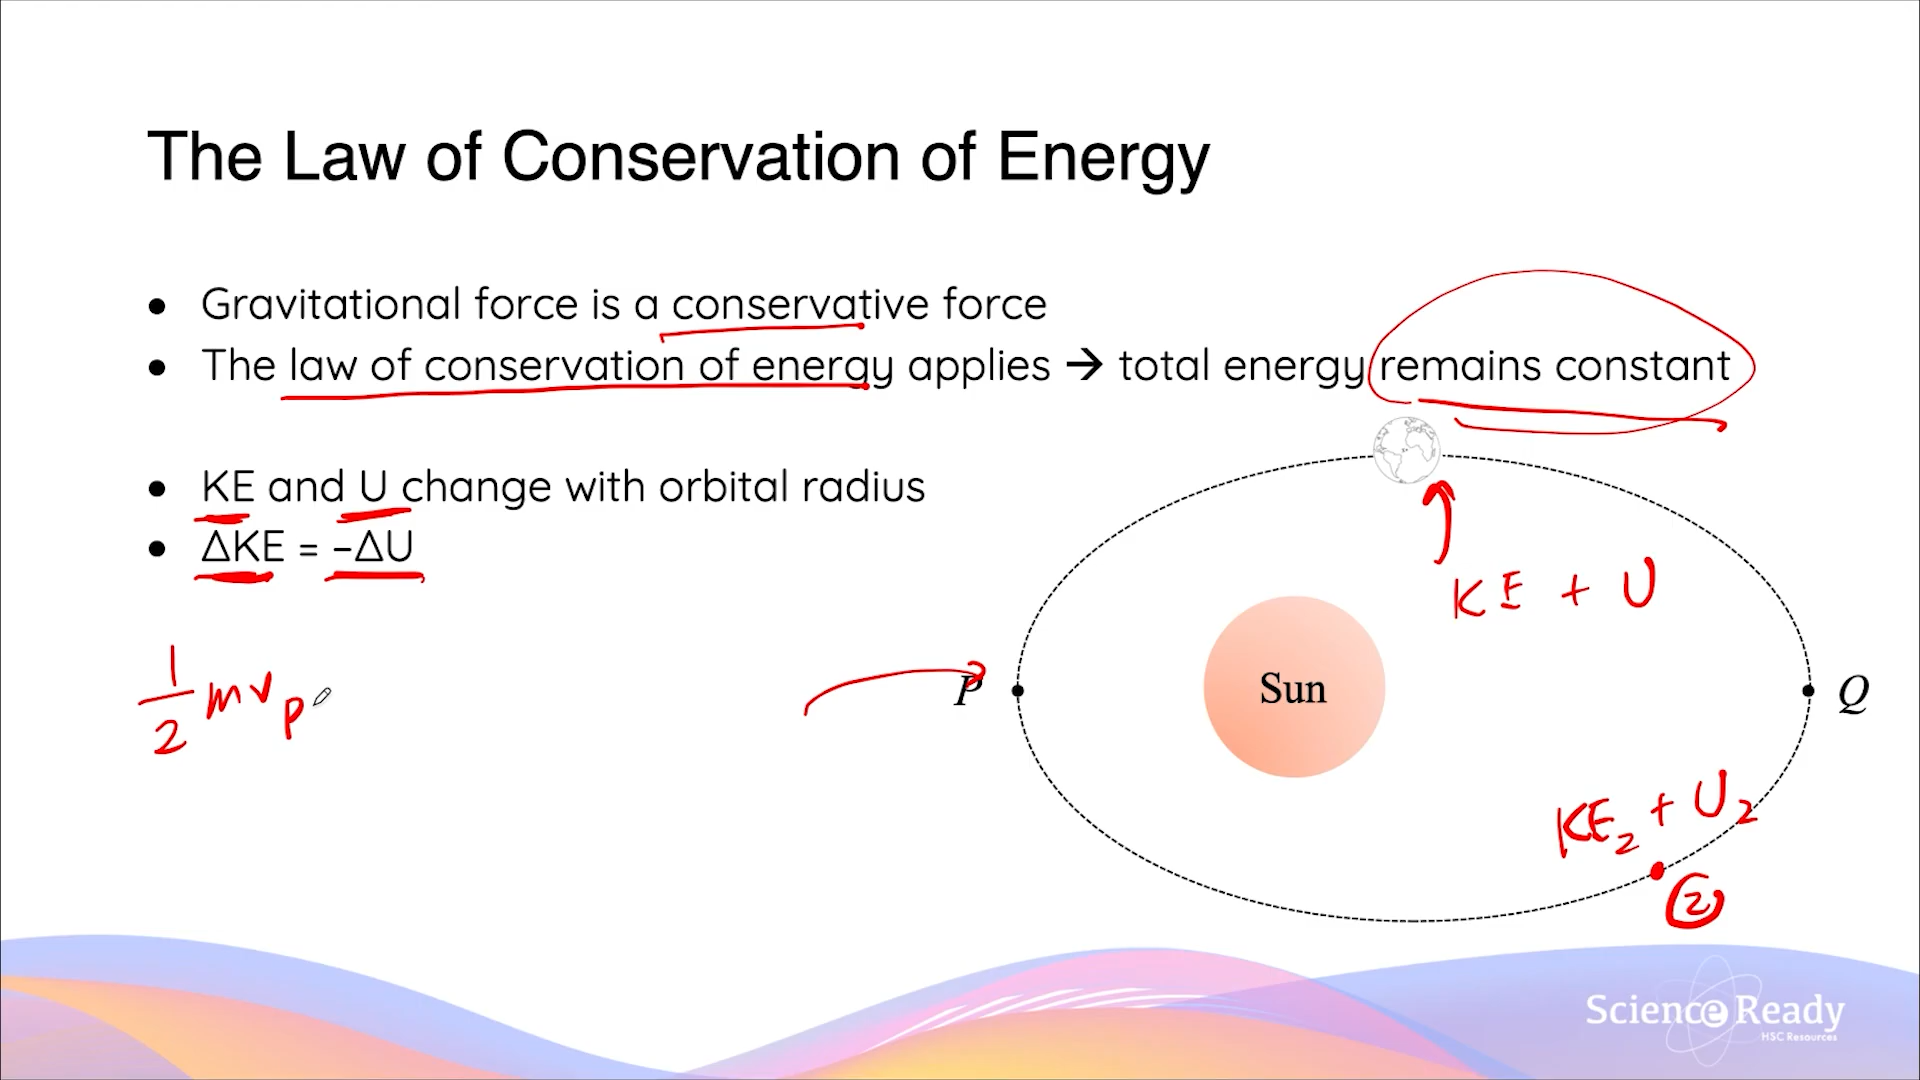 The Law of Conservation of Energy
• Gravitational force is a conservative force
• The law of conservation of energy applies → total energy remains constant
• KE and U change with orbital radius
• ΔKE = –ΔU
KE + U
1/2 mv_p
P
Sun
Q
KE₂ + U₂
②
Science Ready
HSC Resources